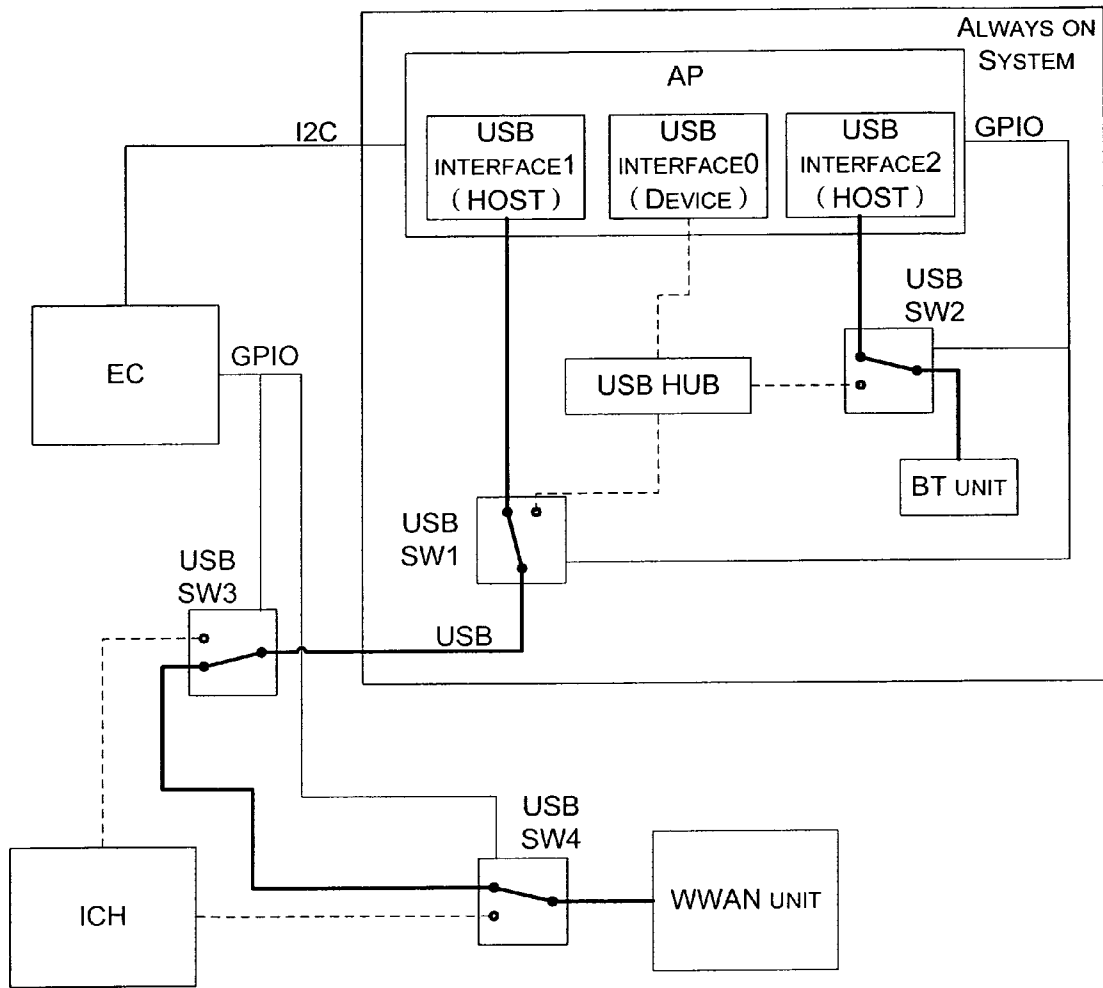 ALWAYS ON
SYSTEM
AP
I2C
USB
INTERFACE1
(HOST)
USB
INTERFACE0
(DEVICE)
USB
INTERFACE2
(HOST)
GPIO
USB
SW2
EC
GPIO
USB HUB
BT UNIT
USB
SW1
USB
SW3
USB
USB
SW4
ICH
WWAN UNIT